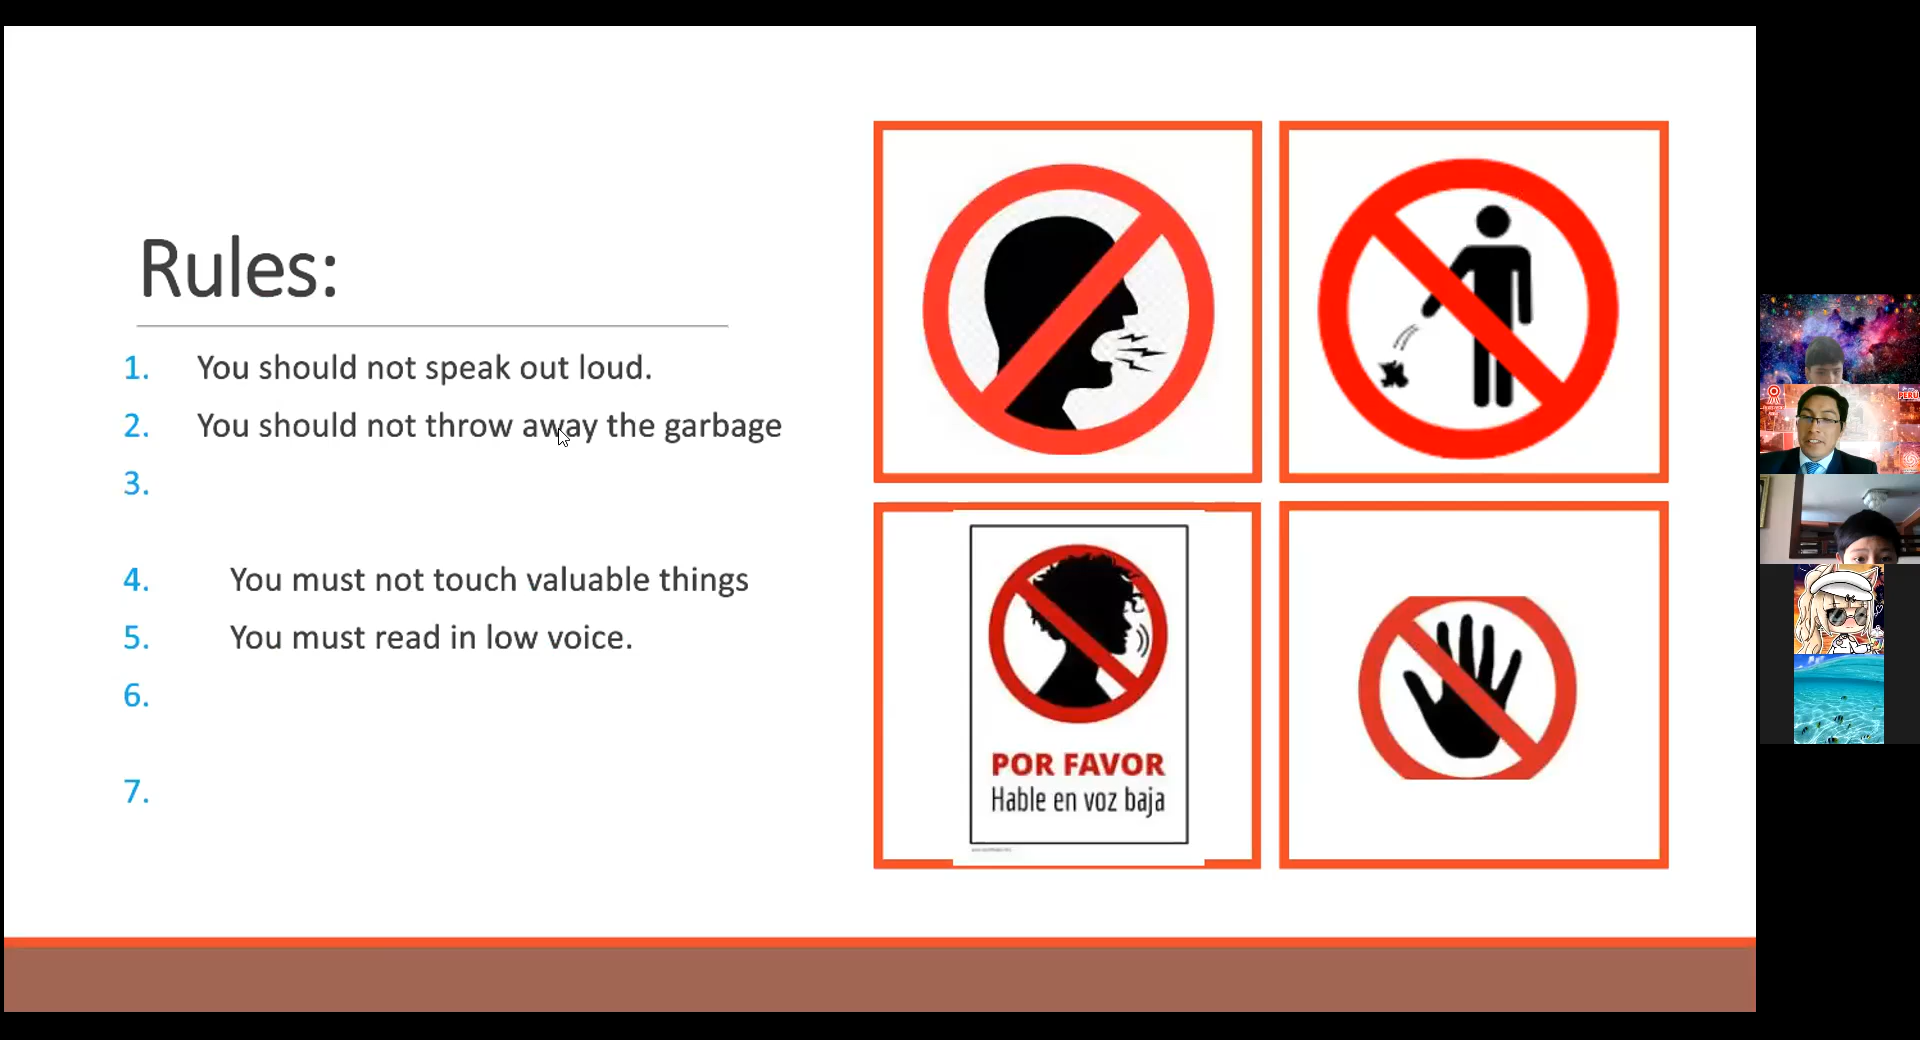 Rules:
1. You should not speak out loud.
2. You should not throw away the garbage
3.
4. You must not touch valuable things
5. You must read in low voice.
6.
7.
POR FAVOR
Hable en voz baja
PERÚ